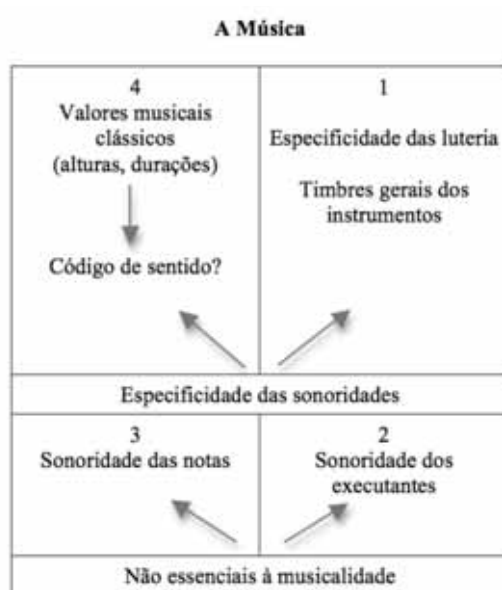 A Música
4
Valores musicais
clássicos
(alturas, durações)
Código de sentido?
1
Especificidade das luteria
Timbres gerais dos
instrumentos
Especificidade das sonoridades
3
Sonoridade das notas
2
Sonoridade dos
executantes
Não essenciais à musicalidade